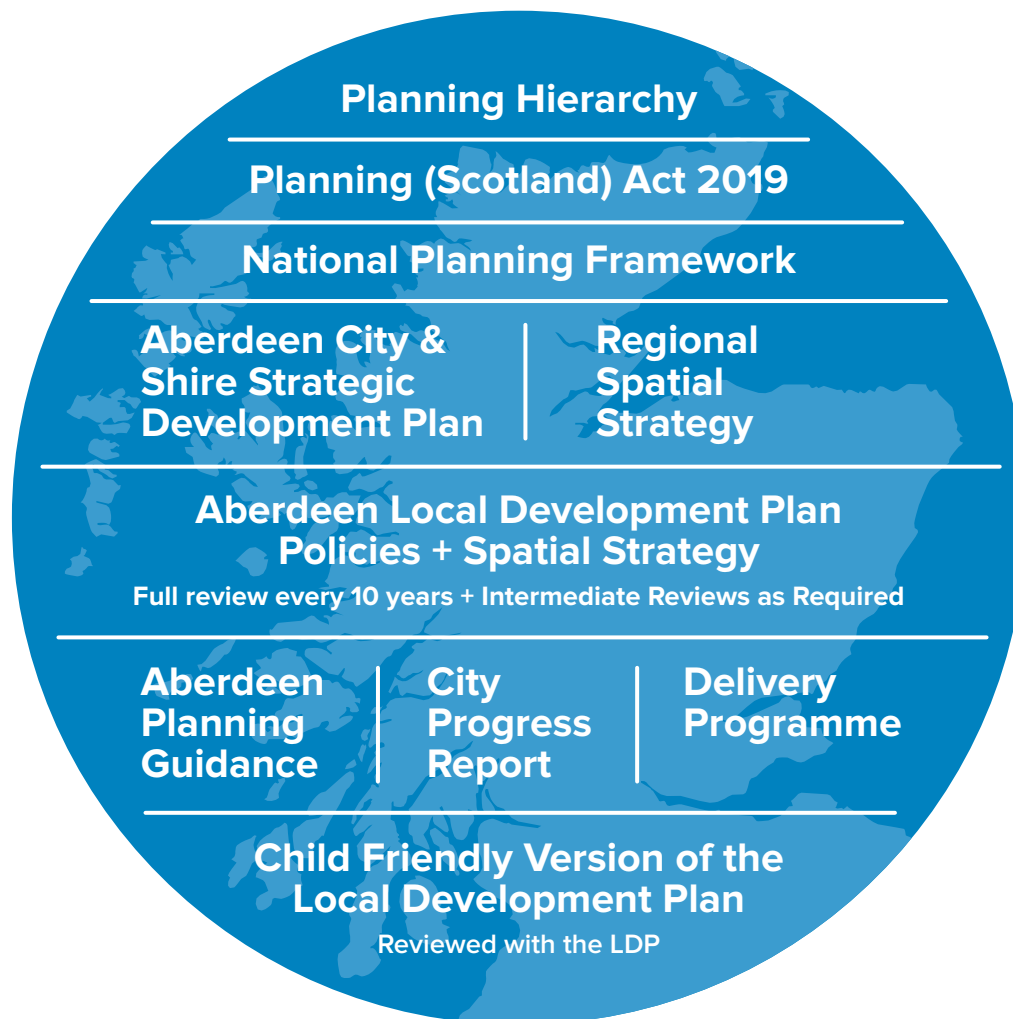 Planning Hierarchy
Planning (Scotland) Act 2019
National Planning Framework
Aberdeen City &
Shire Strategic
Development Plan
Regional
Spatial
Strategy
Aberdeen Local Development Plan
Policies + Spatial Strategy
Full review every 10 years + Intermediate Reviews as Required
Aberdeen
Planning
Guidance
City
Progress
Report
Delivery
Programme
Child Friendly Version of the
Local Development Plan
Reviewed with the LDP